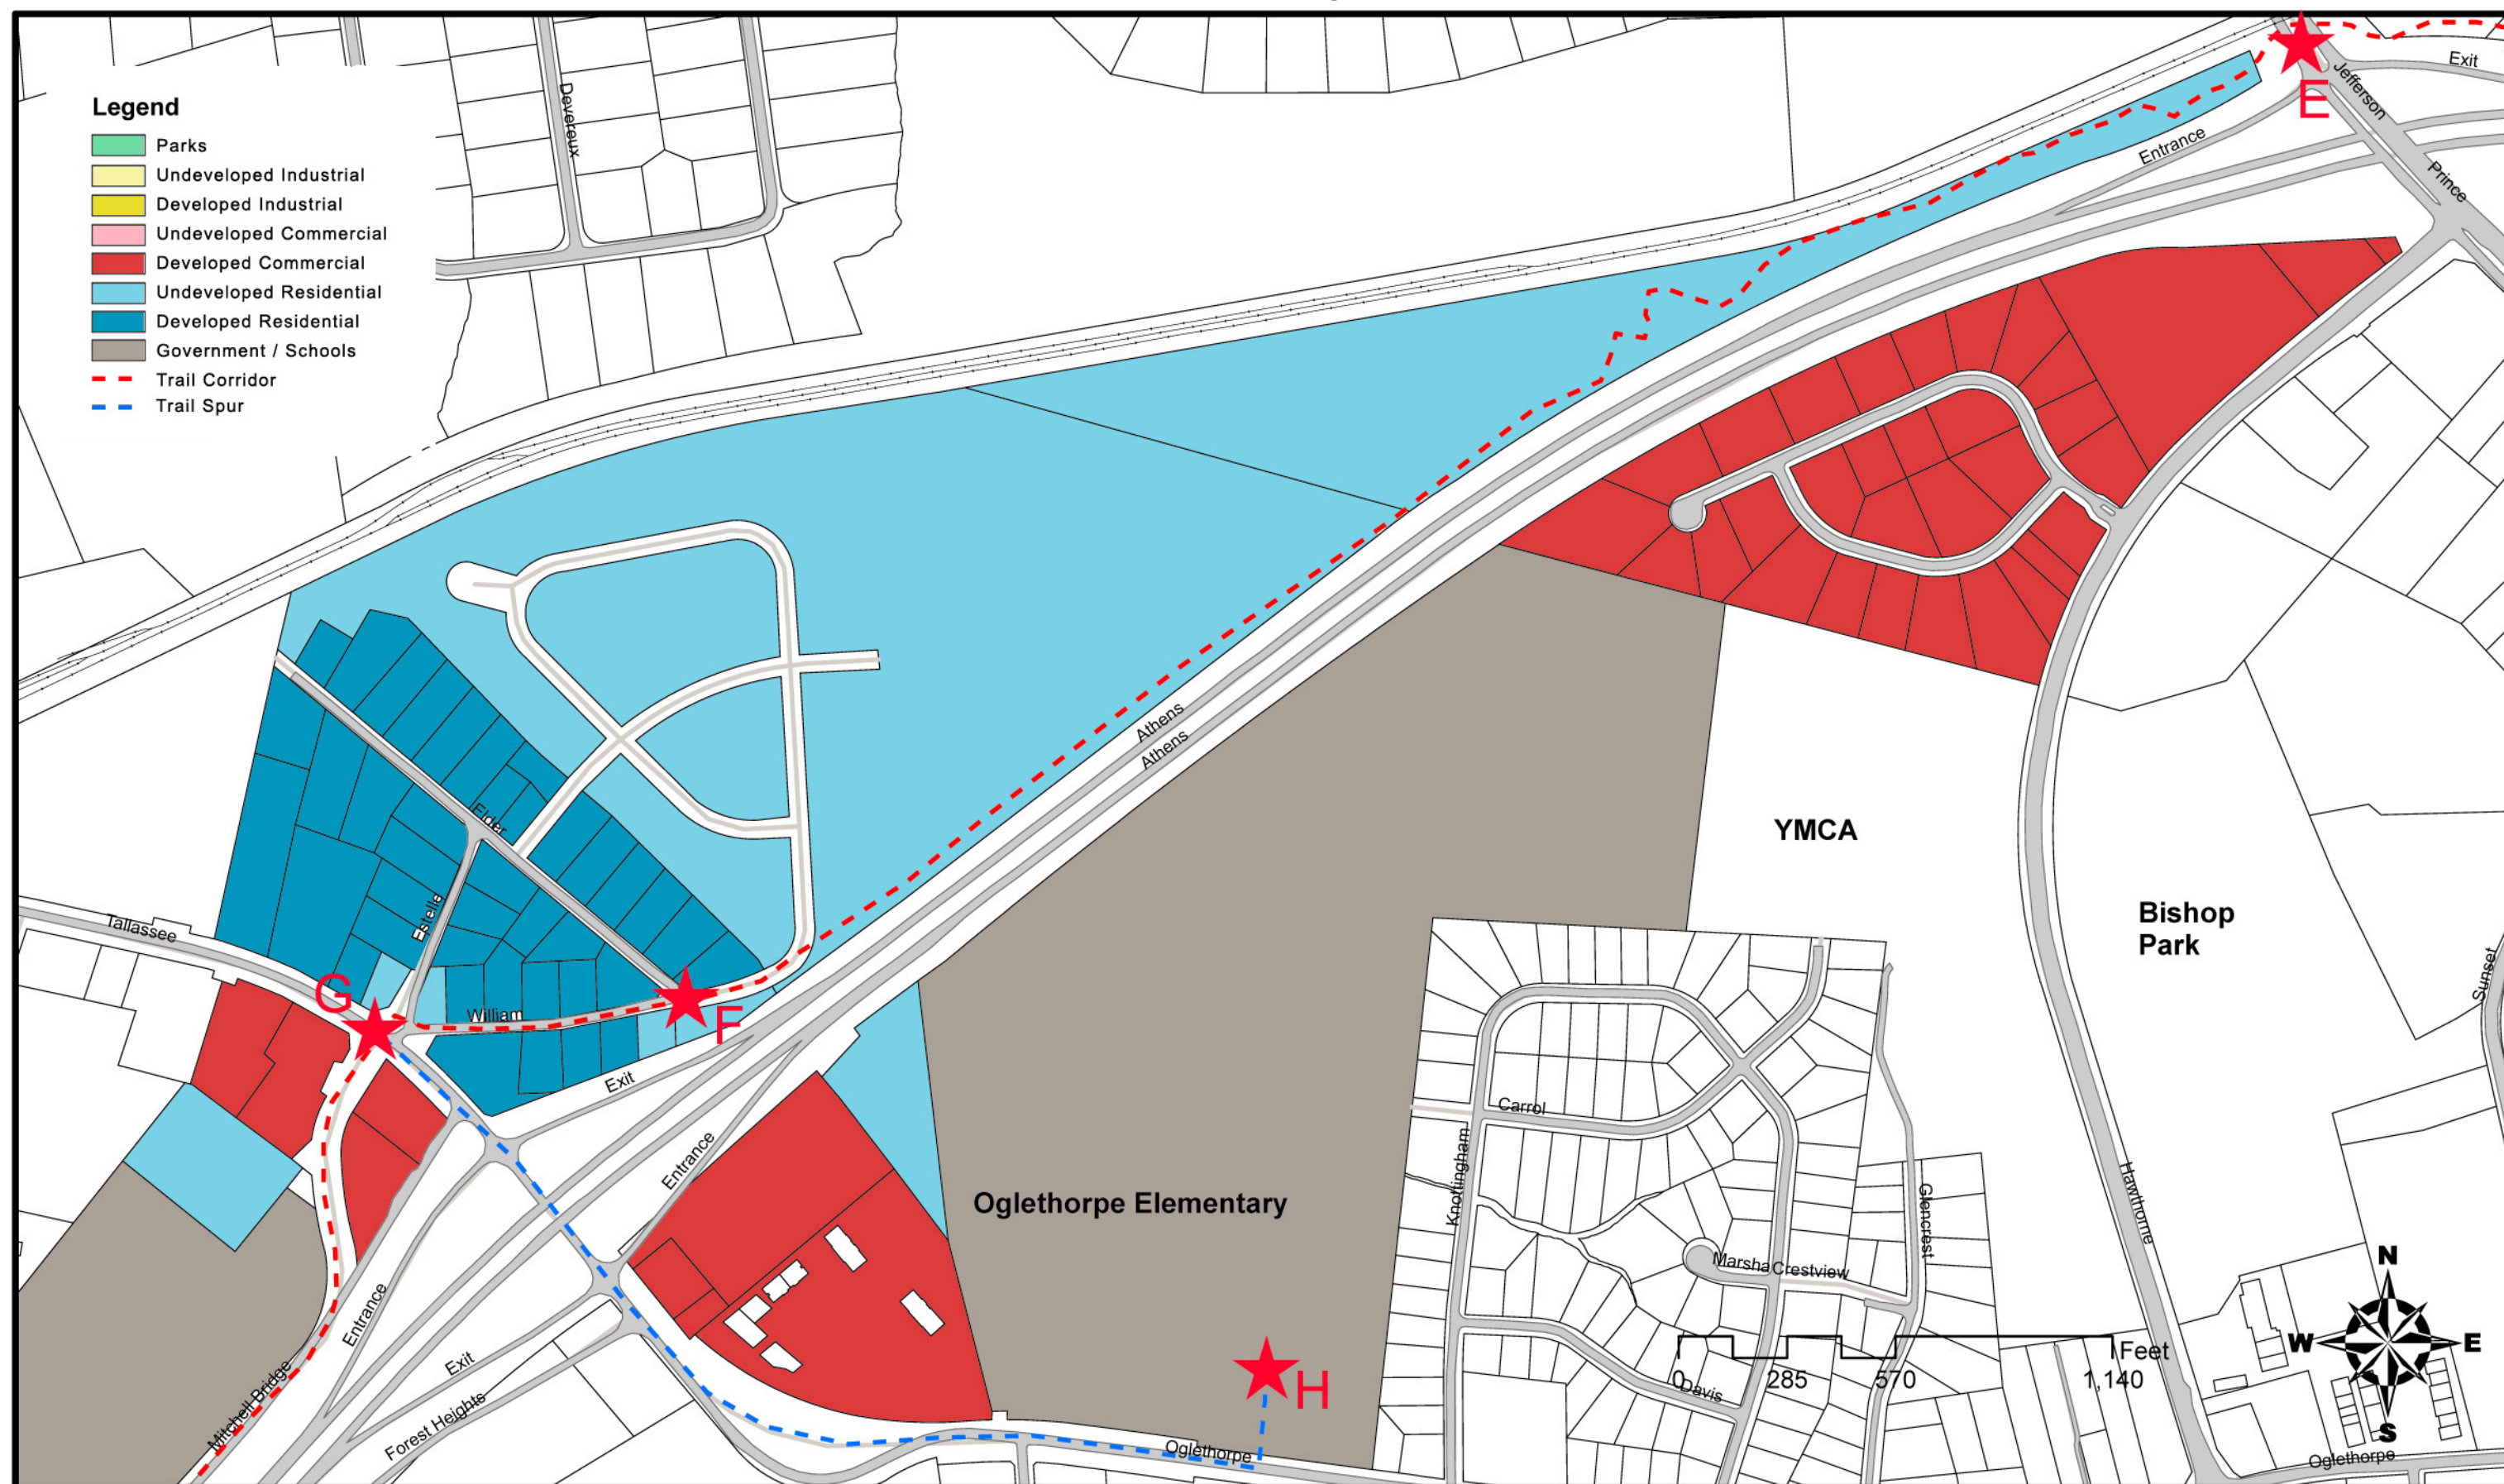 Legend
Parks
Undeveloped Industrial
Developed Industrial
Undeveloped Commercial
Developed Commercial
Undeveloped Residential
Developed Residential
Government / Schools
Trail Corridor
Trail Spur
Devereux
Exit
Jefferson
E
Entrance
Prince
Athens
Athens
YMCA
Bishop
Park
Sunset
Elder
Estelle
Tallassee
G
William
F
Exit
Entrance
Carrol
Knottingham
Oglethorpe Elementary
Glencrest
Hawthorne
Marsha
Crestview
N
W
E
S
Feet
0
285
570
1,140
Davis
H
Entrance
Exit
Mitchell Bridge
Forest Heights
Oglethorpe
Oglethorpe